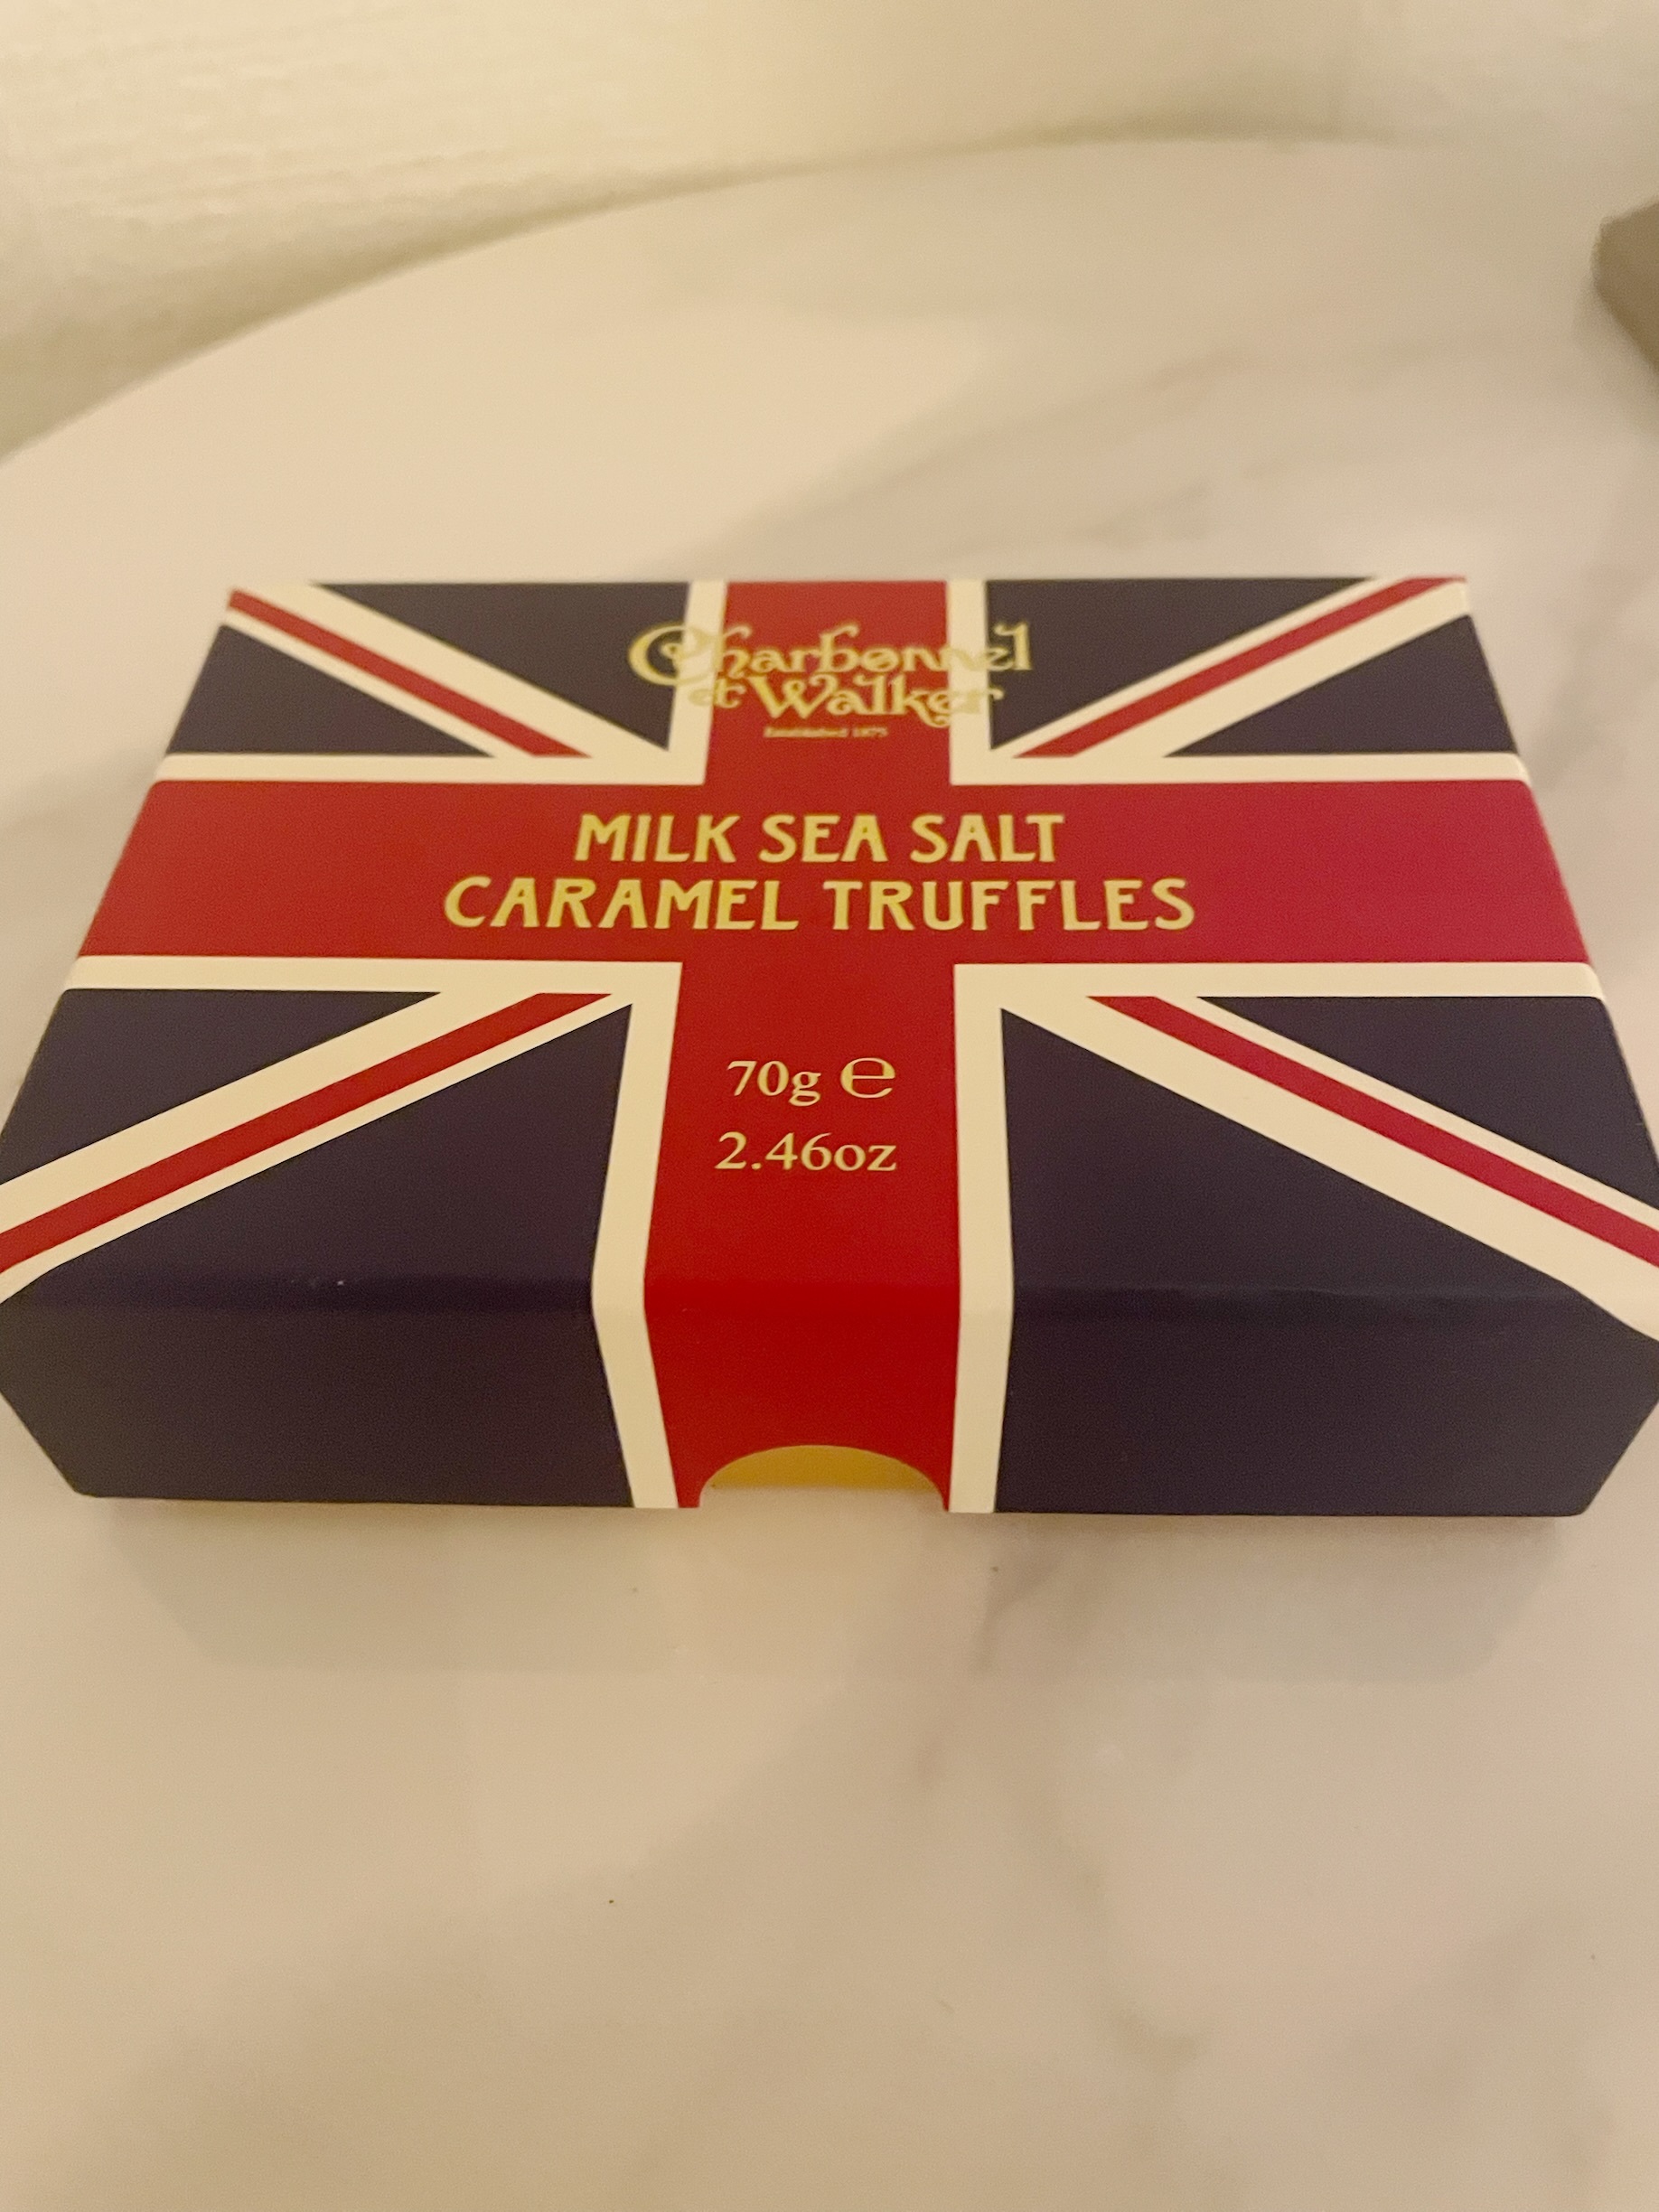 Charbonnel
et Walker
Established 1875
MILK SEA SALT
CARAMEL TRUFFLES
70g ℮
2.46oz